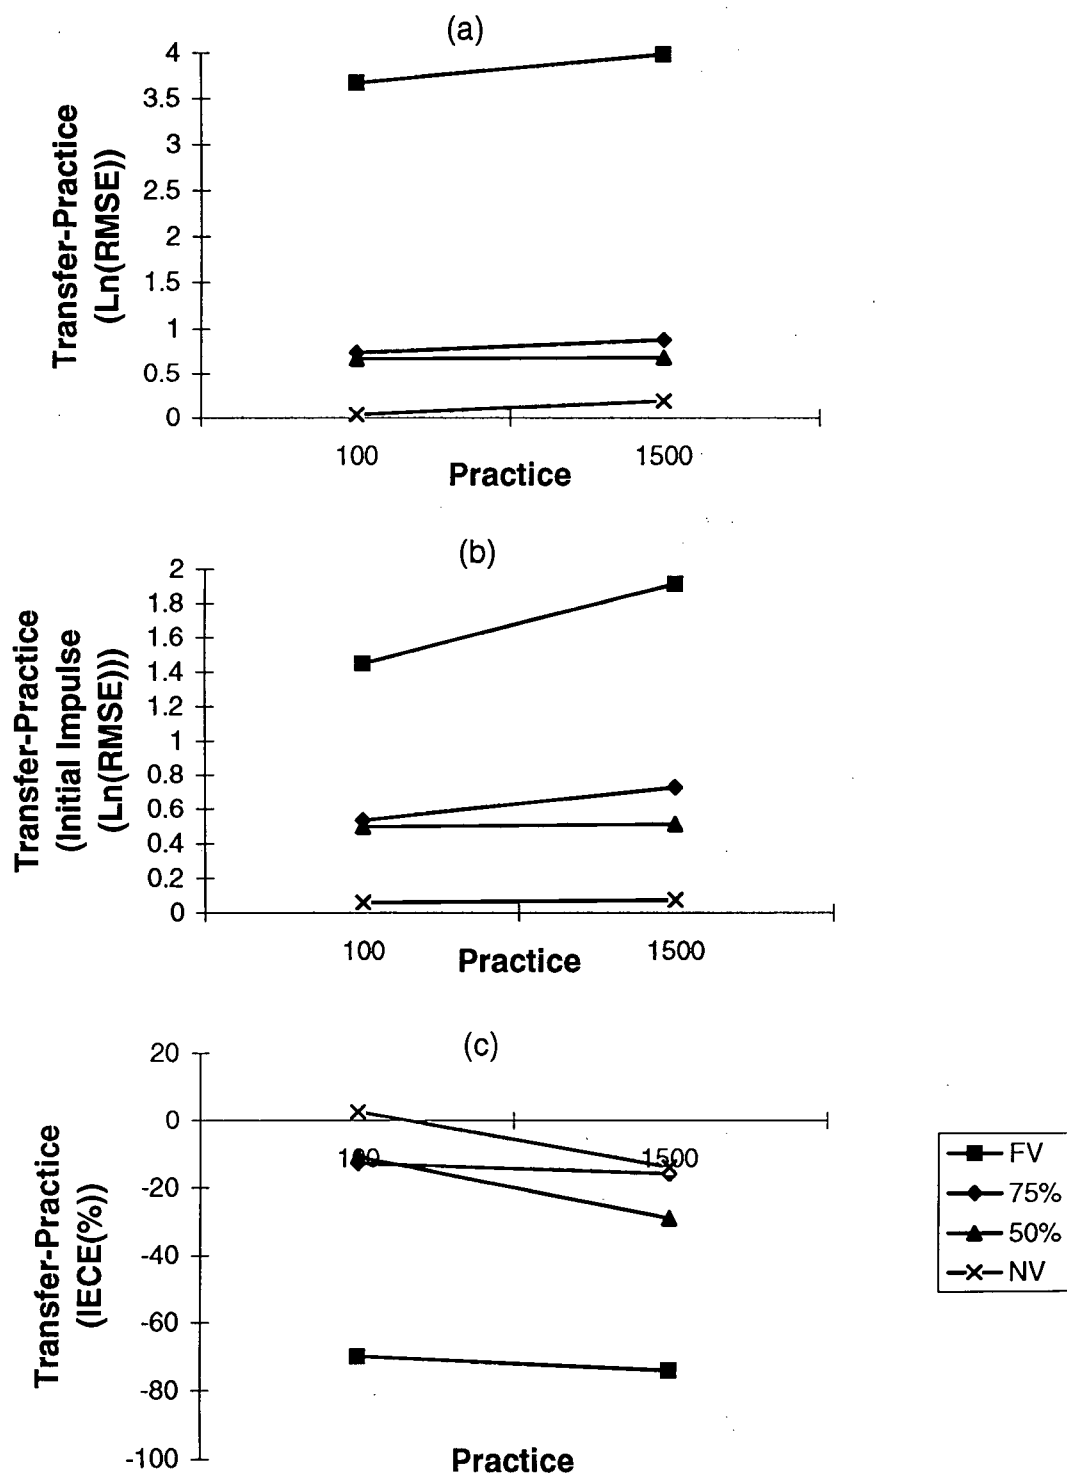 (a)
Transfer-Practice
(Ln(RMSE))
4
3.5
3
2.5
2
1.5
1
0.5
0
100
1500
Practice
(b)
Transfer-Practice
(Initial Impulse
(Ln(RMSE)))
2
1.8
1.6
1.4
1.2
1
0.8
0.6
0.4
0.2
0
100
1500
Practice
(c)
Transfer-Practice
(IECE(%))
20
0
-20
-40
-60
-80
-100
100
1500
Practice
FV
75%
50%
NV